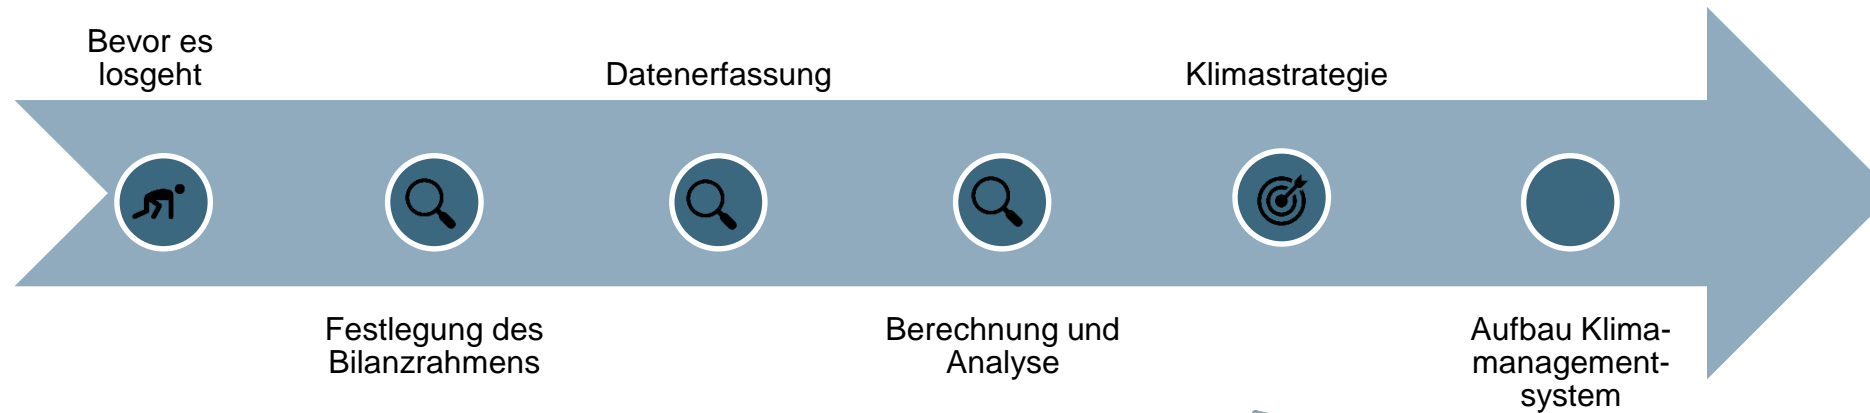 Bevor es
losgeht
Festlegung des
Bilanzrahmens
Datenerfassung
Berechnung und
Analyse
Klimastrategie
Aufbau Klima-
management-
system